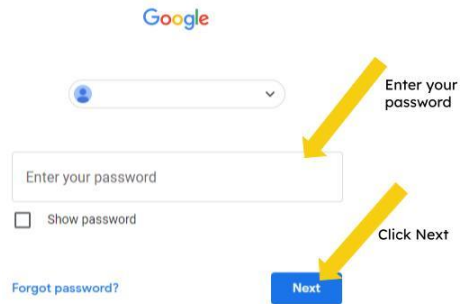 Google
Enter your
password
Enter your password
Show password
Click Next
Forgot password?
Next